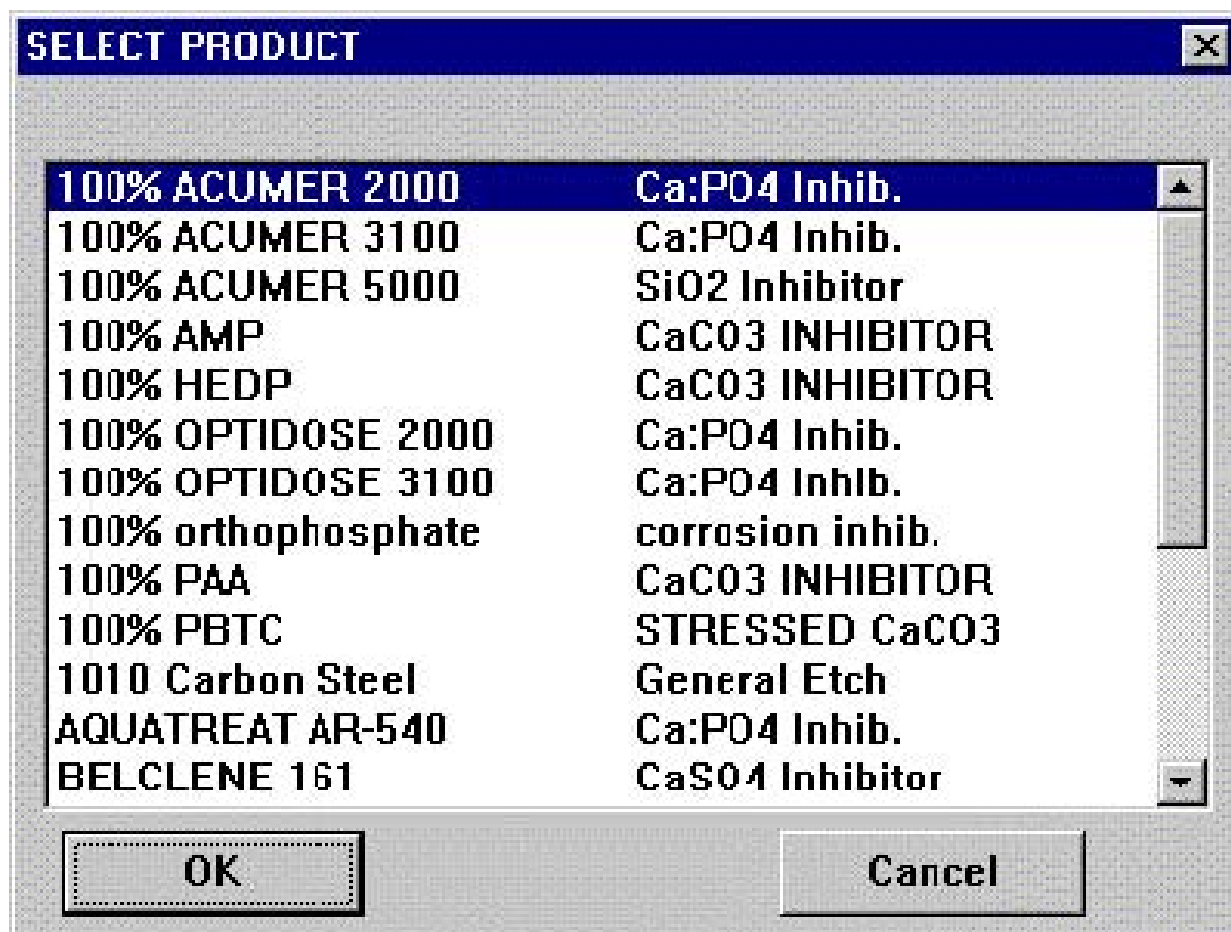 SELECT PRODUCT
100% ACUMER 2000 Ca:PO4 Inhib.
100% ACUMER 3100 Ca:PO4 Inhib.
100% ACUMER 5000 SiO2 Inhibitor
100% AMP CaCO3 INHIBITOR
100% HEDP CaCO3 INHIBITOR
100% OPTIDOSE 2000 Ca:PO4 Inhib.
100% OPTIDOSE 3100 Ca:PO4 Inhib.
100% orthophosphate corrosion inhib.
100% PAA CaCO3 INHIBITOR
100% PBTC STRESSED CaCO3
1010 Carbon Steel General Etch
AQUATREAT AR-540 Ca:PO4 Inhib.
BELCLENE 161 CaSO4 Inhibitor
OK Cancel